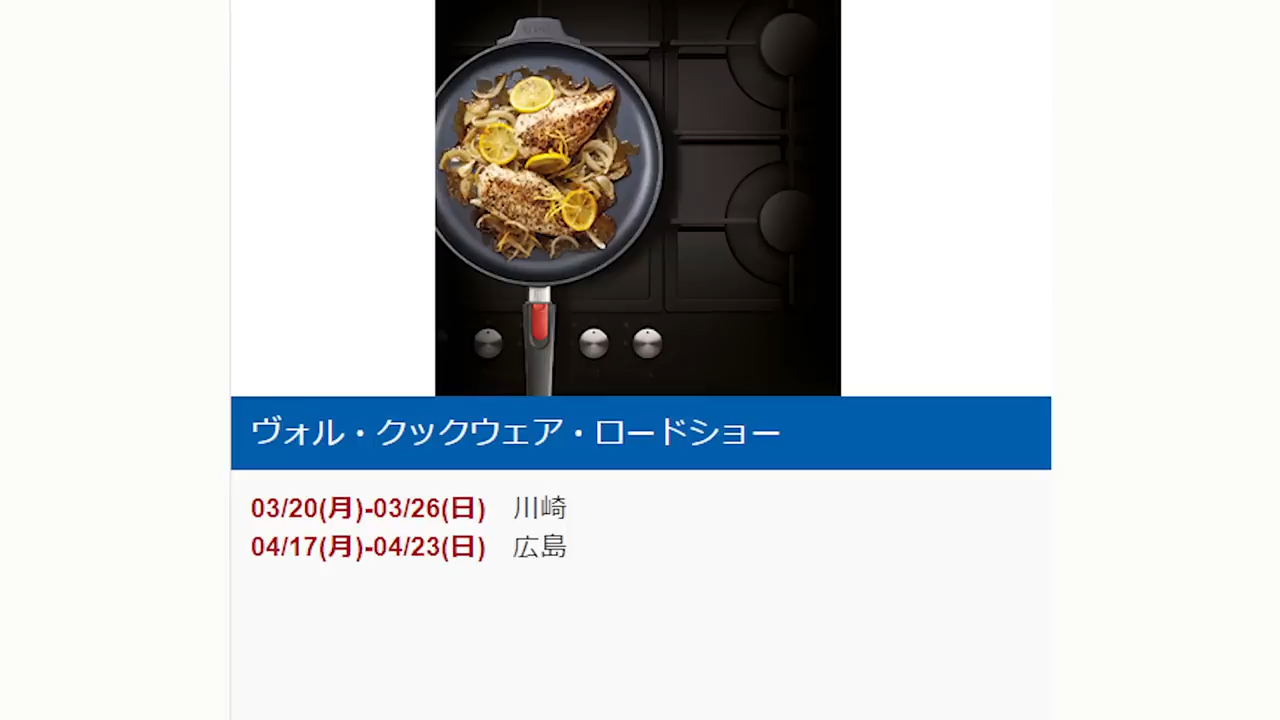 ヴォル・クックウェア・ロードショー
03/20(月)-03/26(日) 川崎
04/17(月)-04/23(日) 広島